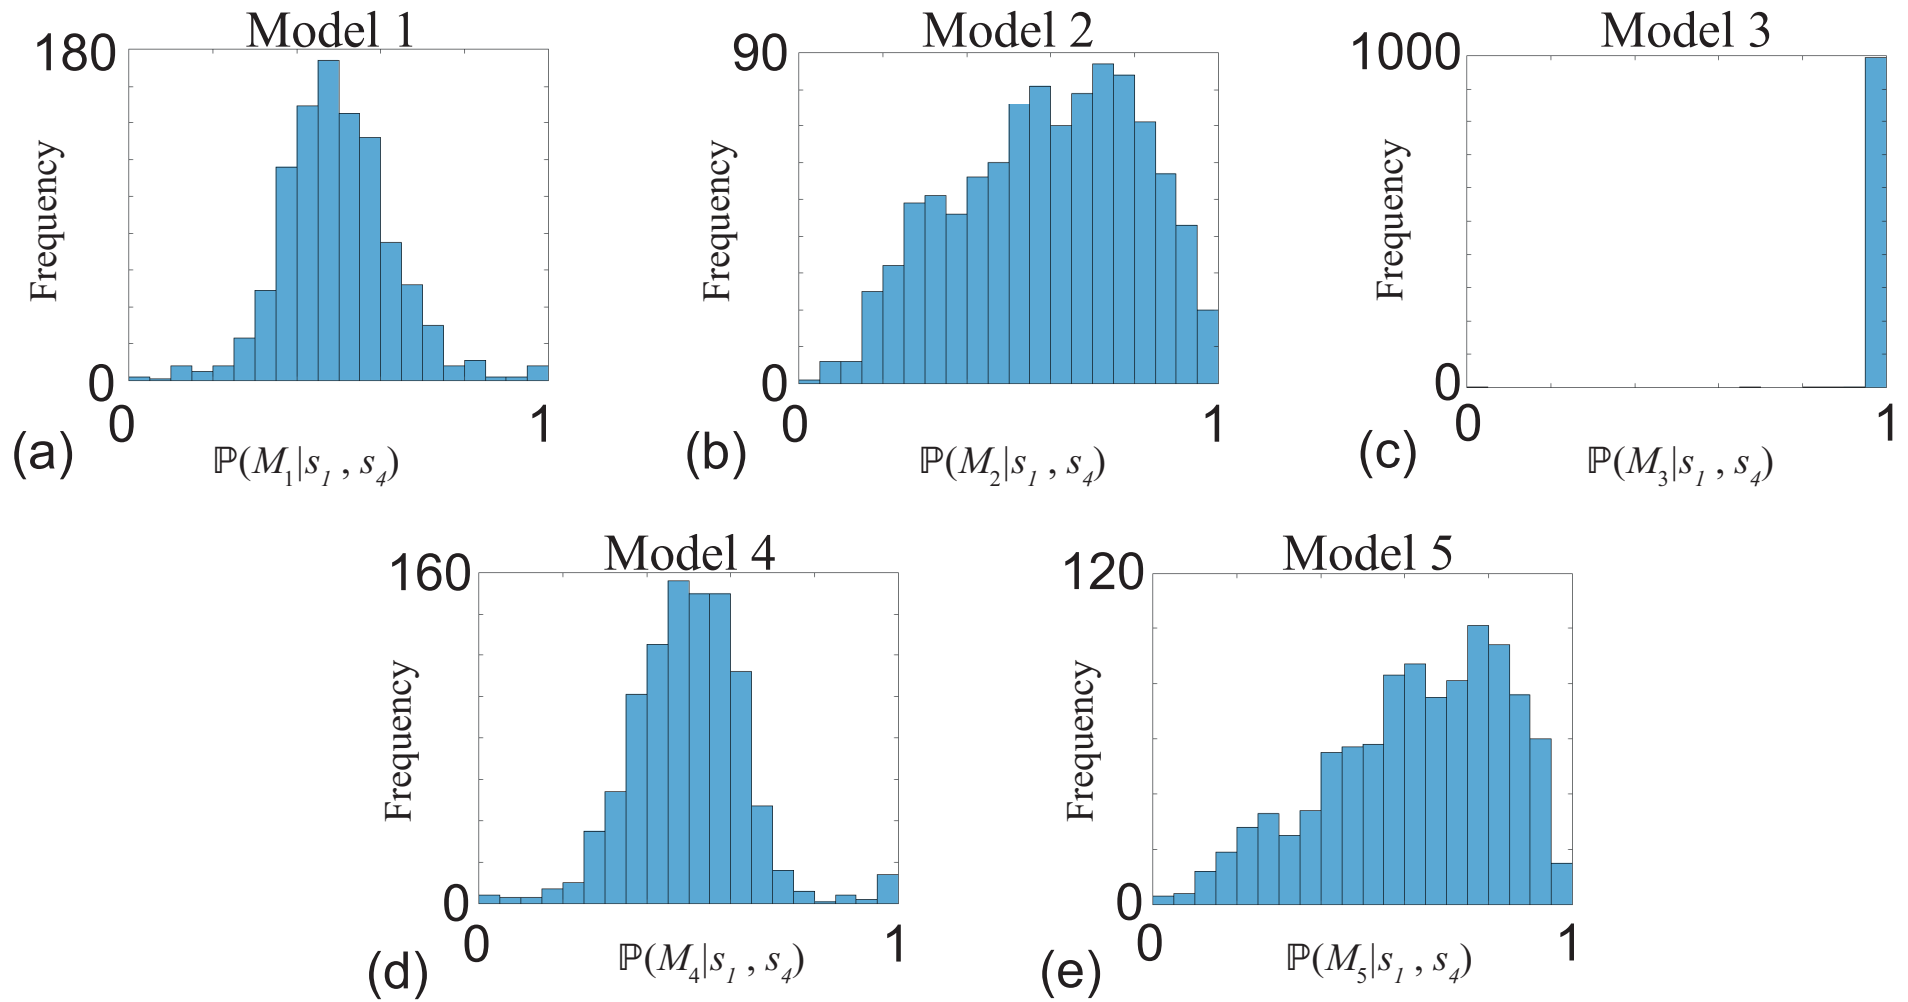 Model 1
180
Frequency
0
0
1
(a)
ℙ(M₁|s₁ , s₄)
Model 2
90
Frequency
0
0
1
(b)
ℙ(M₂|s₁ , s₄)
Model 3
1000
Frequency
0
0
1
(c)
ℙ(M₃|s₁ , s₄)
Model 4
160
Frequency
0
0
1
(d)
ℙ(M₄|s₁ , s₄)
Model 5
120
Frequency
0
0
1
(e)
ℙ(M₅|s₁ , s₄)